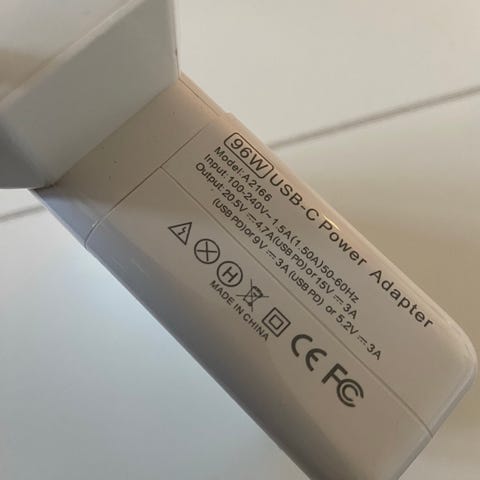 96W USB-C Power Adapter
Model: A2166
Input: 100-240V~1.5A(1.50A)50-60Hz
Output: 20.5V⎓4.7A(USB PD)or 15V⎓3A
(USB PD)or 9V⎓3A(USB PD) or 5.2V⎓3A
MADE IN CHINA
CE FC